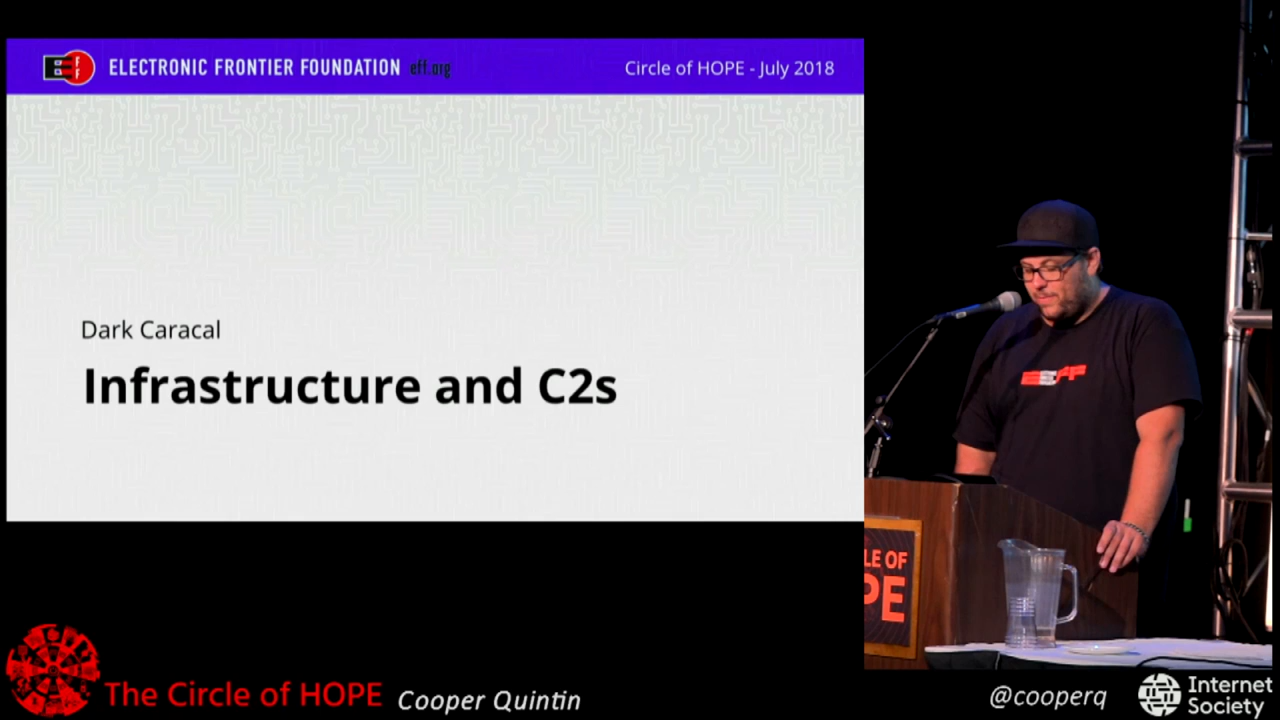 ELECTRONIC FRONTIER FOUNDATION eff.org
Circle of HOPE - July 2018
Dark Caracal
Infrastructure and C2s
EFF
LE OF
PE
The Circle of HOPE
Cooper Quintin
@cooperq
Internet
Society